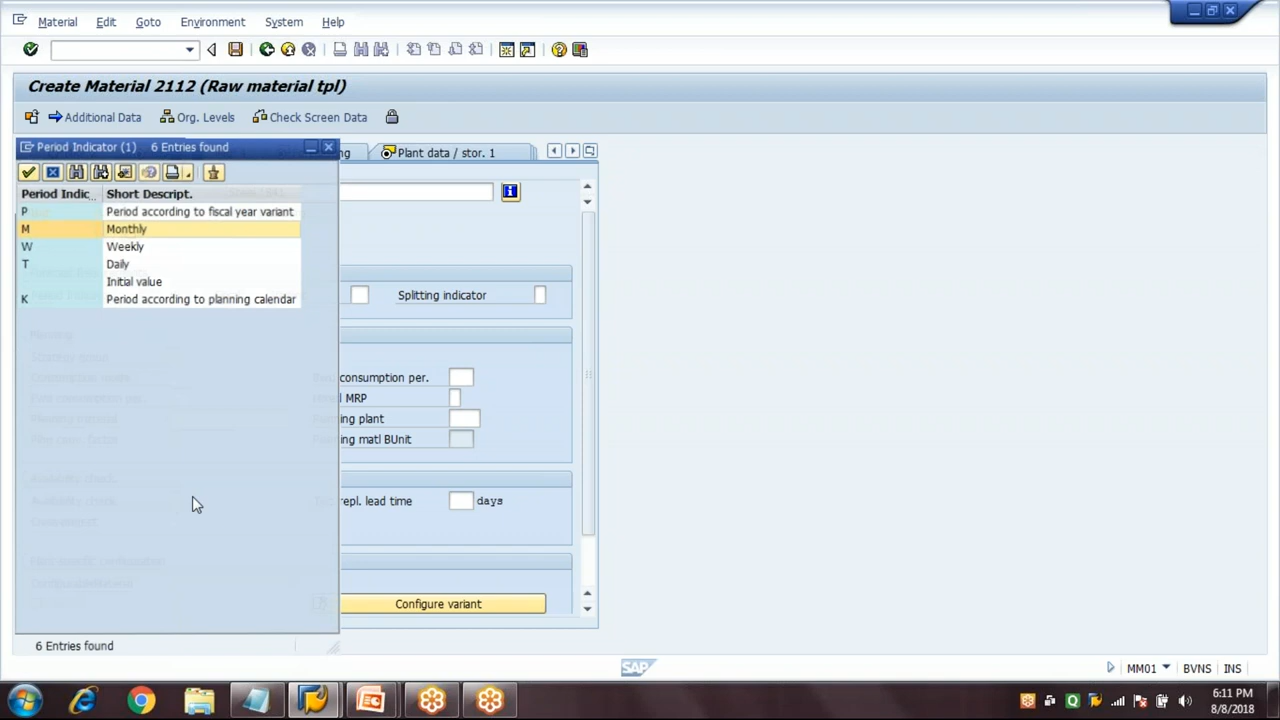 Material Edit Goto Environment System Help
Create Material 2112 (Raw material tpl)
Additional Data Org. Levels Check Screen Data
Period Indicator (1) 6 Entries found
Plant data / stor. 1
Period Indic.. Short Descript.
P Period according to fiscal year variant
M Monthly
W Weekly
T Daily
Initial value
K Period according to planning calendar
Splitting indicator
consumption per.
MRP
plant
matl BUnit
repl. lead time days
Configure variant
6 Entries found
SAP
MM01 BVNS INS
6:11 PM
8/8/2018